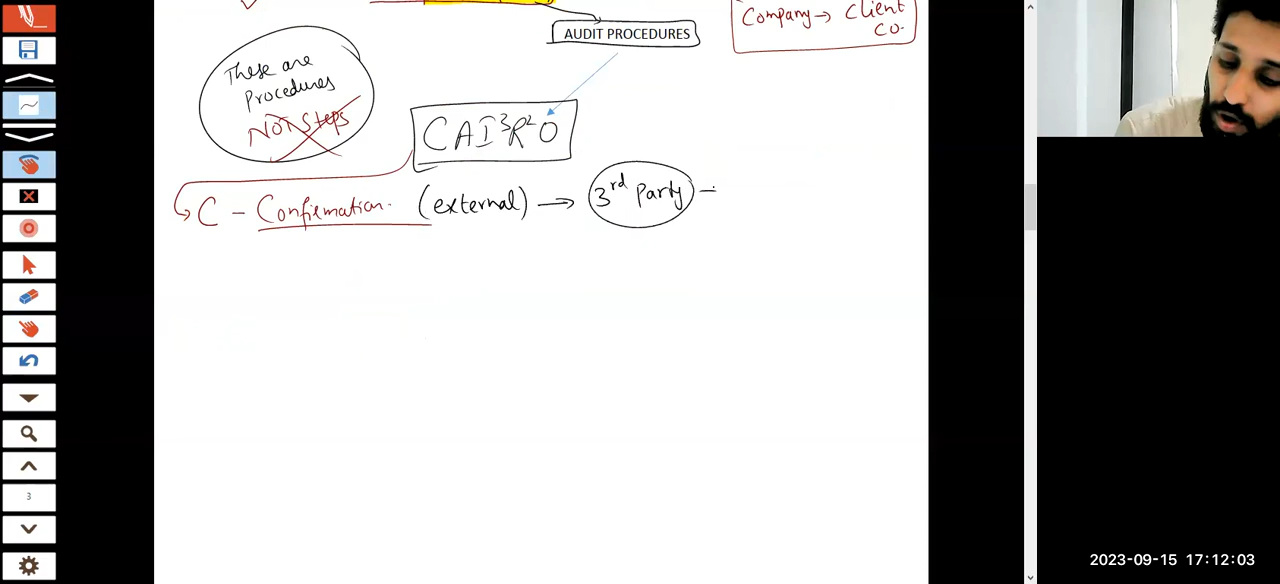 Company → Client
Co.
AUDIT PROCEDURES
These are
Procedures
NOT Steps
CAI³R²O
C - Confirmation. (external) → 3rd Party -
3
2023-09-15 17:12:03